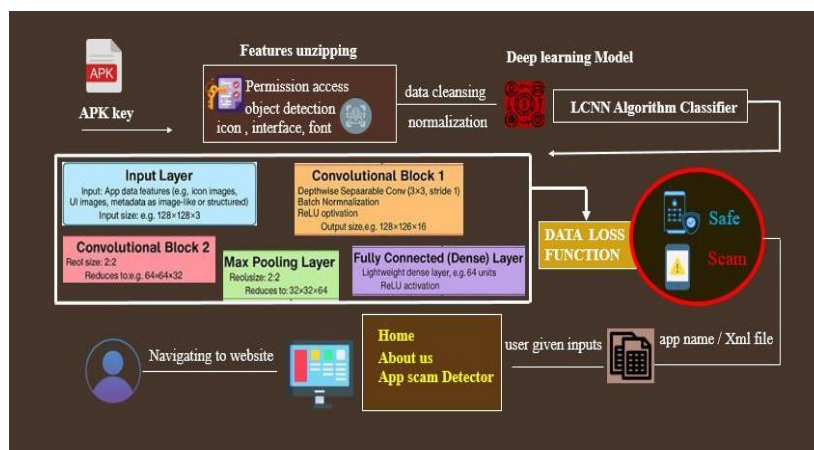 APK
APK key
Features unzipping
Permission access
object detection
icon , interface, font
data cleansing
normalization
Deep learning Model
LCNN Algorithm Classifier
Input Layer
Input: App data features (e.g, icon images,
UI images, metadata as image-like or structured)
Input size: e.g. 128×128×3
Convolutional Block 1
Depthwise Sepaarable Conv (3×3, stride 1)
Batch Normnalization
ReLU optivation
Output size,e.g. 128×126×16
Convolutional Block 2
Reol size: 2:2
Reduces to:e.g. 64×64×32
Max Pooling Layer
Reolusize: 2:2
Reduces to: 32×32×64
Fully Connected (Dense) Layer
Lightweight dense layer, e.g. 64 units
ReLU activation
DATA LOSS
FUNCTION
Safe
Scam
Navigating to website
Home
About us
App scam Detector
user given inputs
app name / Xml file